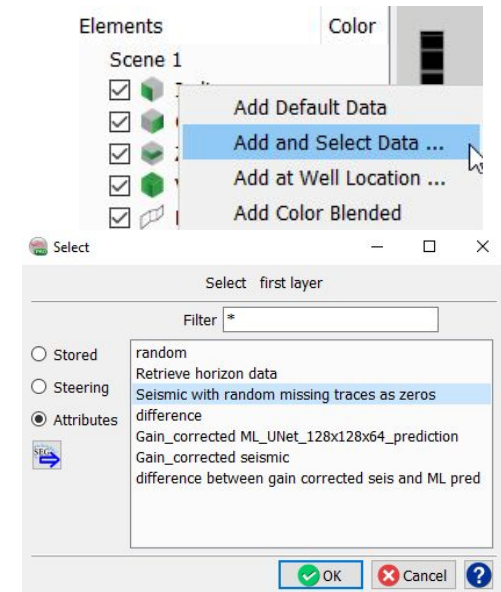 Elements Color
Scene 1
Add Default Data
Add and Select Data ...
Add at Well Location ...
Add Color Blended
Select
Select first layer
Filter *
Stored
Steering
Attributes
random
Retrieve horizon data
Seismic with random missing traces as zeros
difference
Gain_corrected ML_UNet_128x128x64_prediction
Gain_corrected seismic
difference between gain corrected seis and ML pred
OK Cancel ?